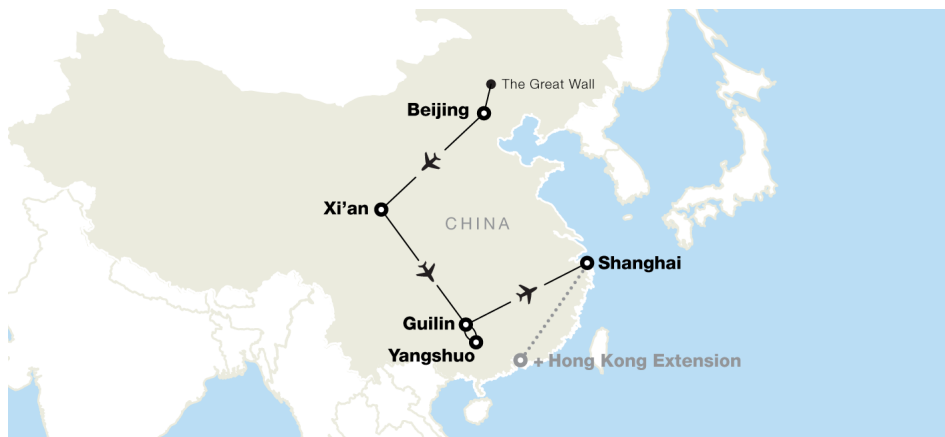 The Great Wall
Beijing
Xi'an
CHINA
Shanghai
Guilin
Yangshuo
+ Hong Kong Extension